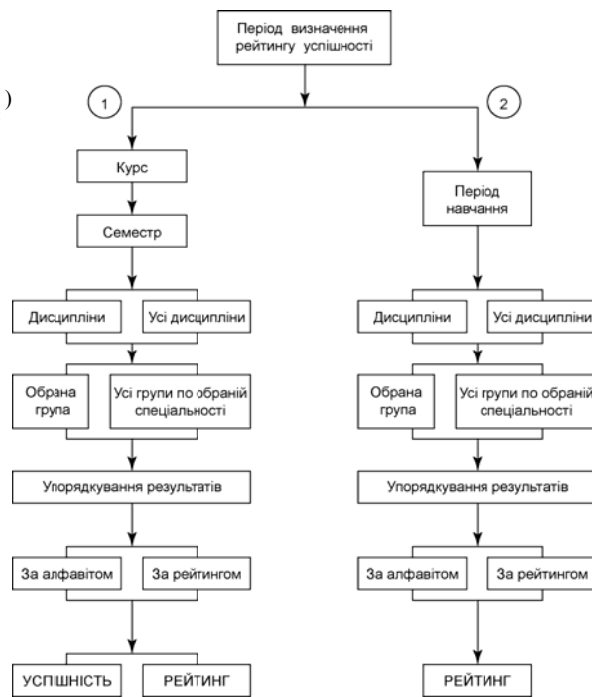 Період визначення
рейтингу успішності
)
1
2
Курс
Період
навчання
Семестр
Дисципліни
Усі дисципліни
Дисципліни
Усі дисципліни
Обрана
група
Усі групи по обраній
спеціальності
Обрана
група
Усі групи по обраній
спеціальності
Упорядкування результатів
Упорядкування результатів
За алфавітом
За рейтингом
За алфавітом
За рейтингом
УСПІШНІСТЬ
РЕЙТИНГ
РЕЙТИНГ